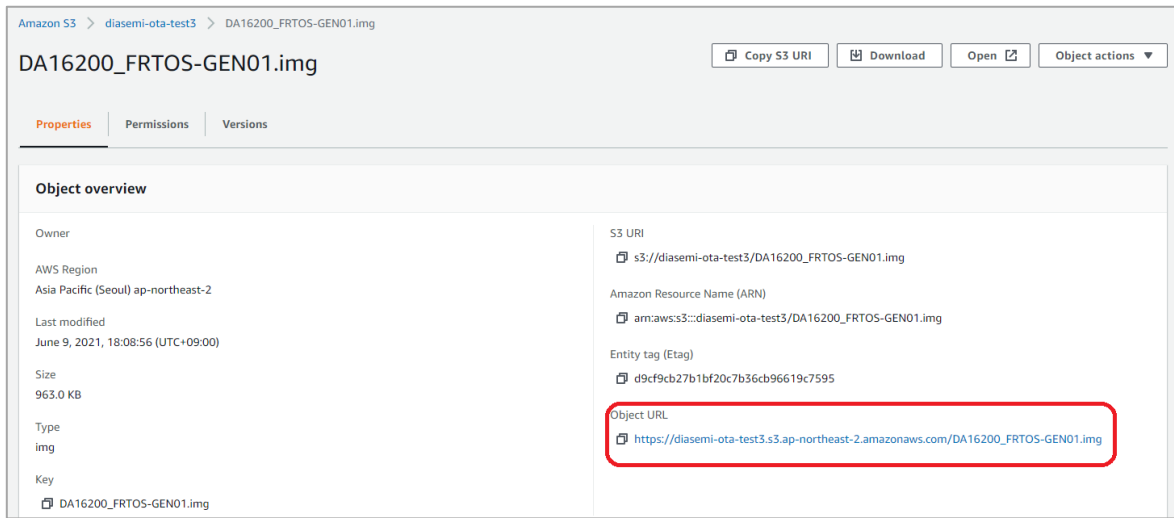 Amazon S3 > diasemi-ota-test3 > DA16200_FRTOS-GEN01.img
DA16200_FRTOS-GEN01.img
Copy S3 URI
Download
Open
Object actions
Properties
Permissions
Versions
Object overview
Owner
AWS Region
Asia Pacific (Seoul) ap-northeast-2
Last modified
June 9, 2021, 18:08:56 (UTC+09:00)
Size
963.0 KB
Type
img
Key
DA16200_FRTOS-GEN01.img
S3 URI
s3://diasemi-ota-test3/DA16200_FRTOS-GEN01.img
Amazon Resource Name (ARN)
arn:aws:s3:::diasemi-ota-test3/DA16200_FRTOS-GEN01.img
Entity tag (Etag)
d9cf9cb27b1bf20c7b36cb96619c7595
Object URL
https://diasemi-ota-test3.s3.ap-northeast-2.amazonaws.com/DA16200_FRTOS-GEN01.img